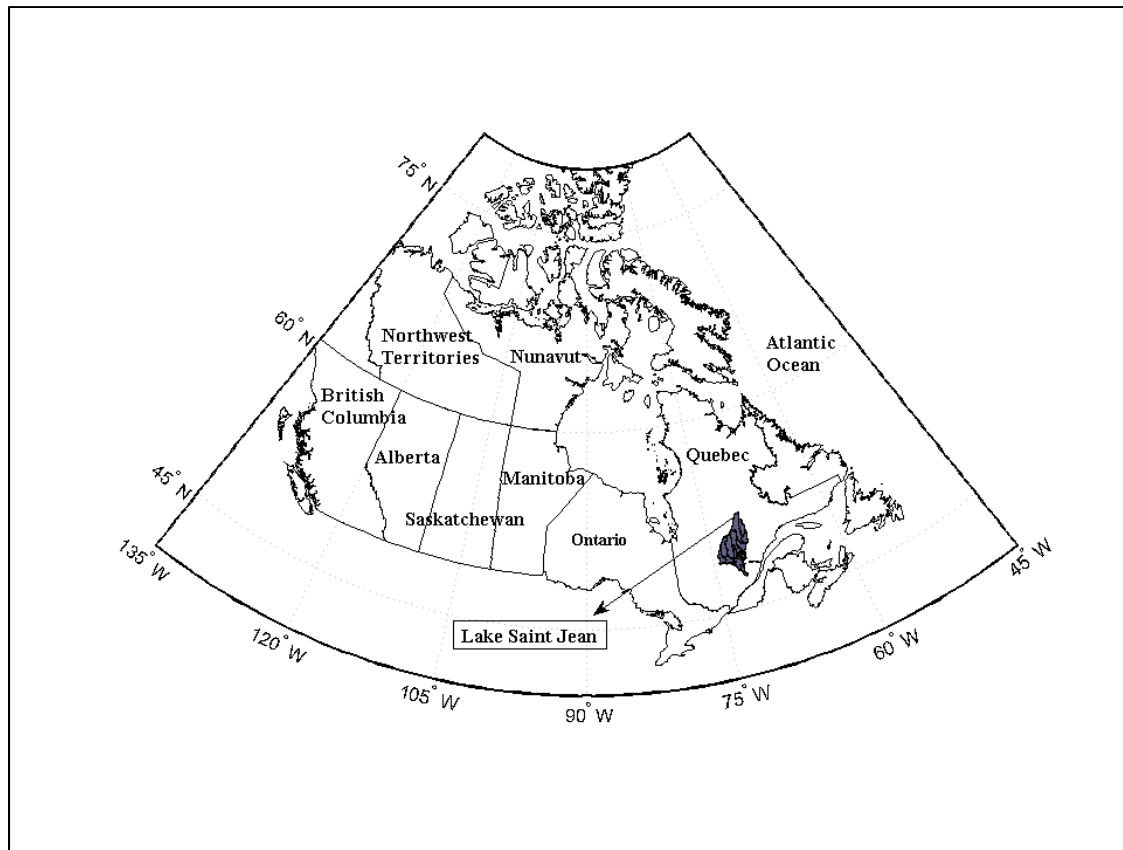 75° N
60° N
45° N
135° W
120° W
105° W
90° W
75° W
60° W
45° W
Northwest
Territories
Nunavut
Atlantic
Ocean
British
Columbia
Alberta
Quebec
Manitoba
Saskatchewan
Ontario
Lake Saint Jean